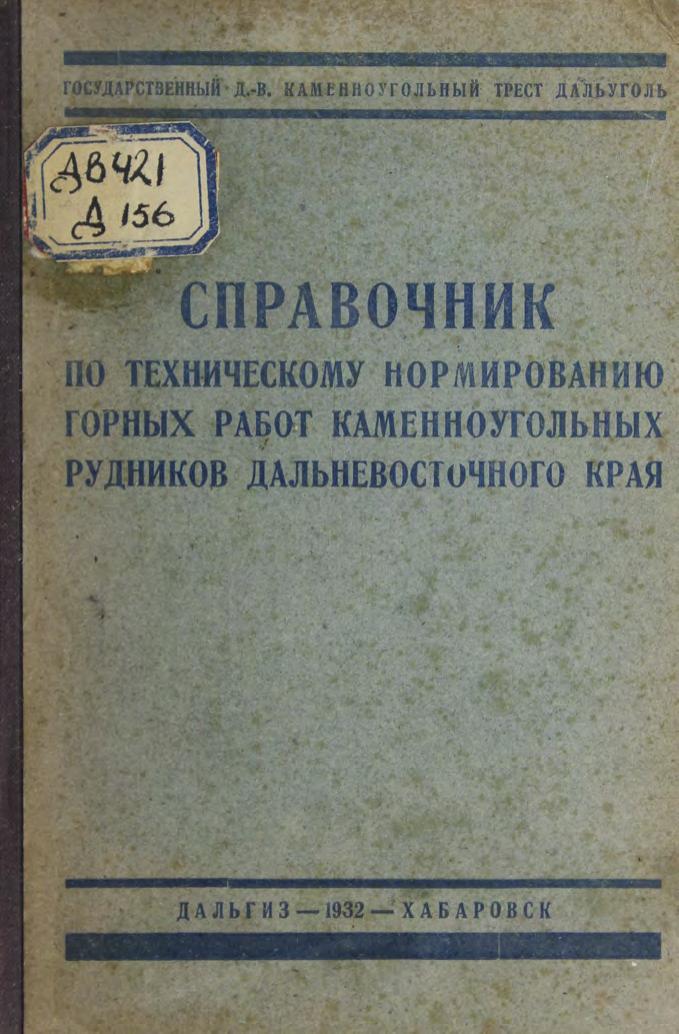 ГОСУДАРСТВЕННЫЙ Д.-В. КАМЕННОУГОЛЬНЫЙ ТРЕСТ ДАЛЬУГОЛЬ
ДВ421
Д 156
СПРАВОЧНИК
ПО ТЕХНИЧЕСКОМУ НОРМИРОВАНИЮ
ГОРНЫХ РАБОТ КАМЕННОУГОЛЬНЫХ
РУДНИКОВ ДАЛЬНЕВОСТОЧНОГО КРАЯ
ДАЛЬГИЗ — 1932 — ХАБАРОВСК